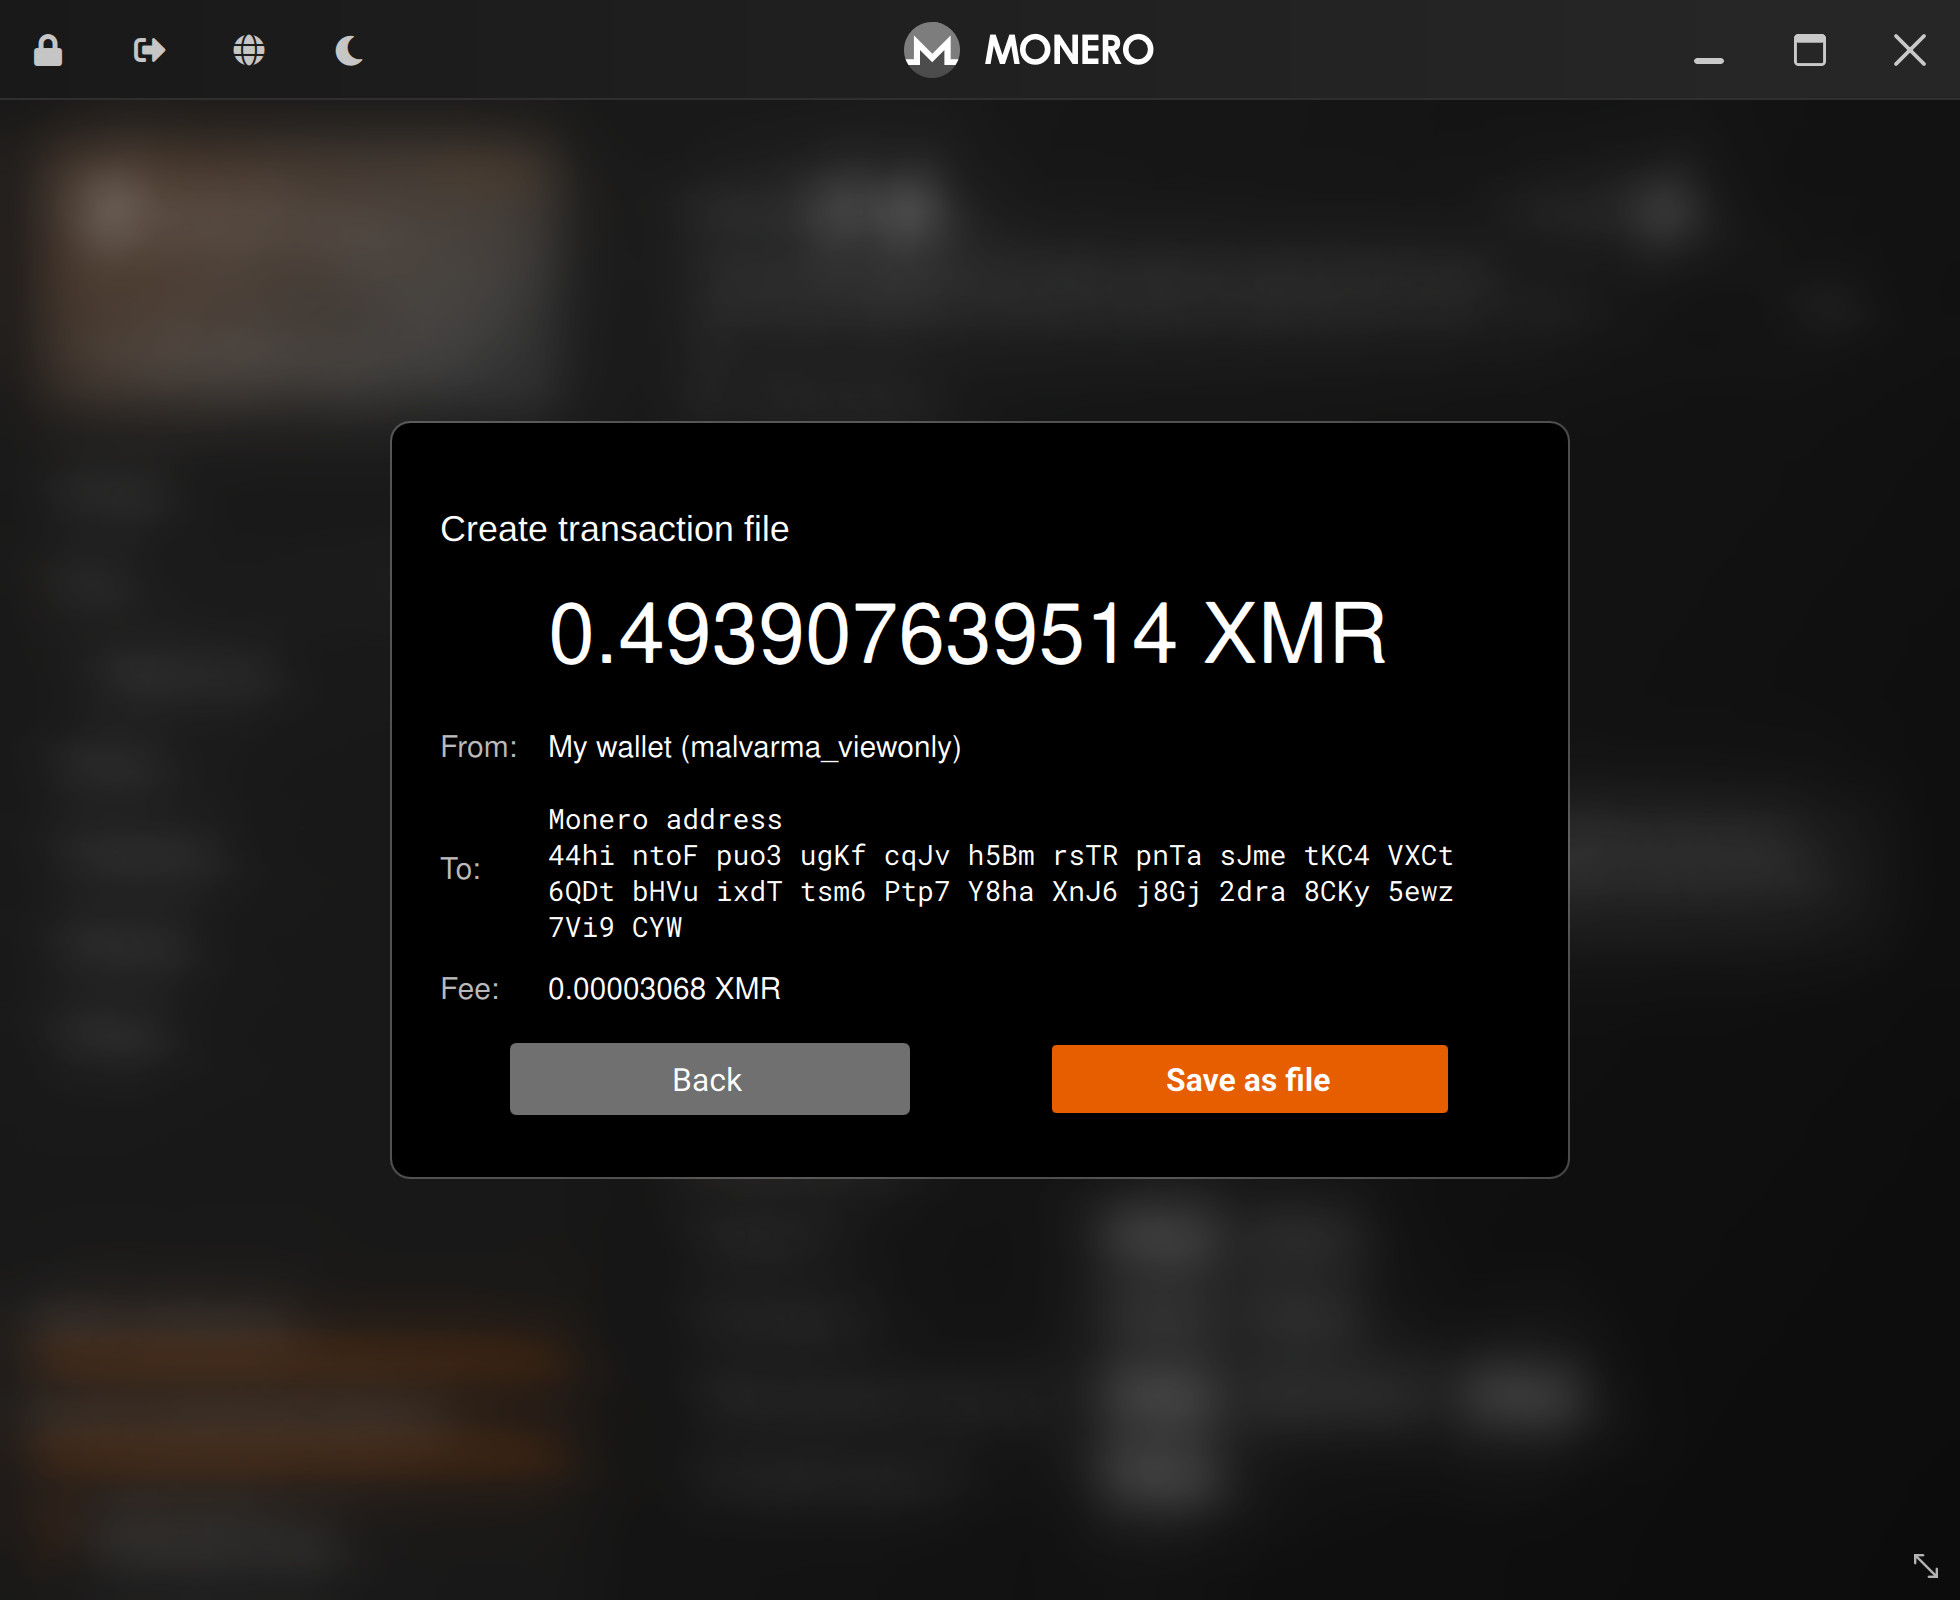 MONERO
Create transaction file
0.493907639514 XMR
From: My wallet (malvarma_viewonly)
Monero address
To:
44hi ntoF puo3 ugKf cqJv h5Bm rsTR pnTa sJme tKC4 VXCt
6QDt bHVu ixdT tsm6 Ptp7 Y8ha XnJ6 j8Gj 2dra 8CKy 5ewz
7Vi9 CYW
Fee: 0.00003068 XMR
Back
Save as file